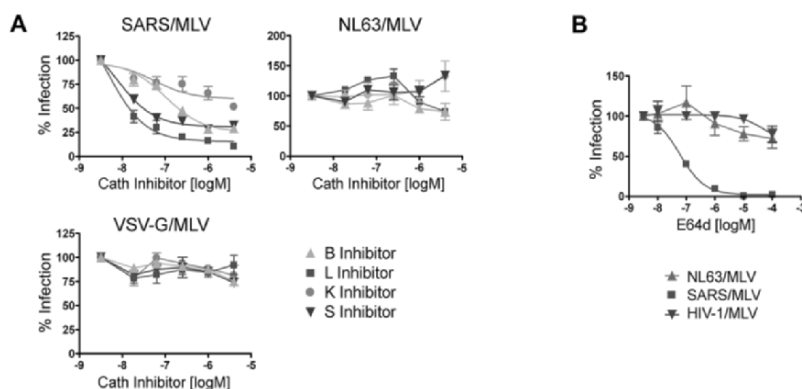 A
SARS/MLV
% Infection
125
100
75
50
25
0
-9 -8 -7 -6 -5
Cath Inhibitor [logM]
NL63/MLV
200
150
100
50
0
-9 -8 -7 -6 -5
Cath Inhibitor [logM]
VSV-G/MLV
% Infection
125
100
75
50
25
0
-9 -8 -7 -6 -5
Cath Inhibitor [logM]
B Inhibitor
L Inhibitor
K Inhibitor
S Inhibitor
B
% Infection
150
100
50
0
-9 -8 -7 -6 -5 -4 -3
E64d [logM]
NL63/MLV
SARS/MLV
HIV-1/MLV